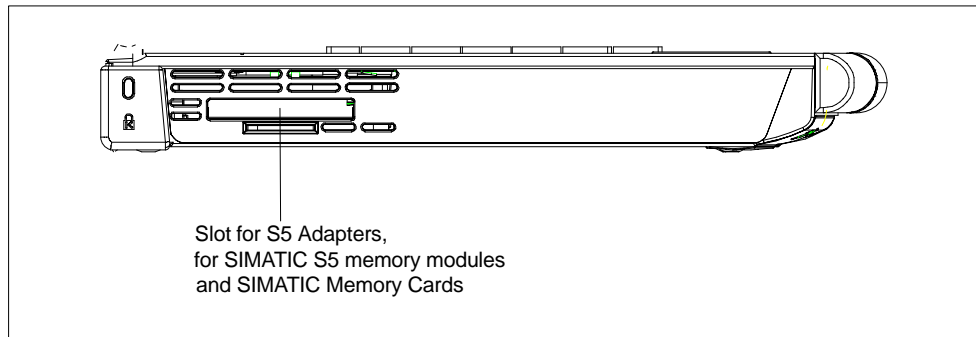 Slot for S5 Adapters,
for SIMATIC S5 memory modules
and SIMATIC Memory Cards